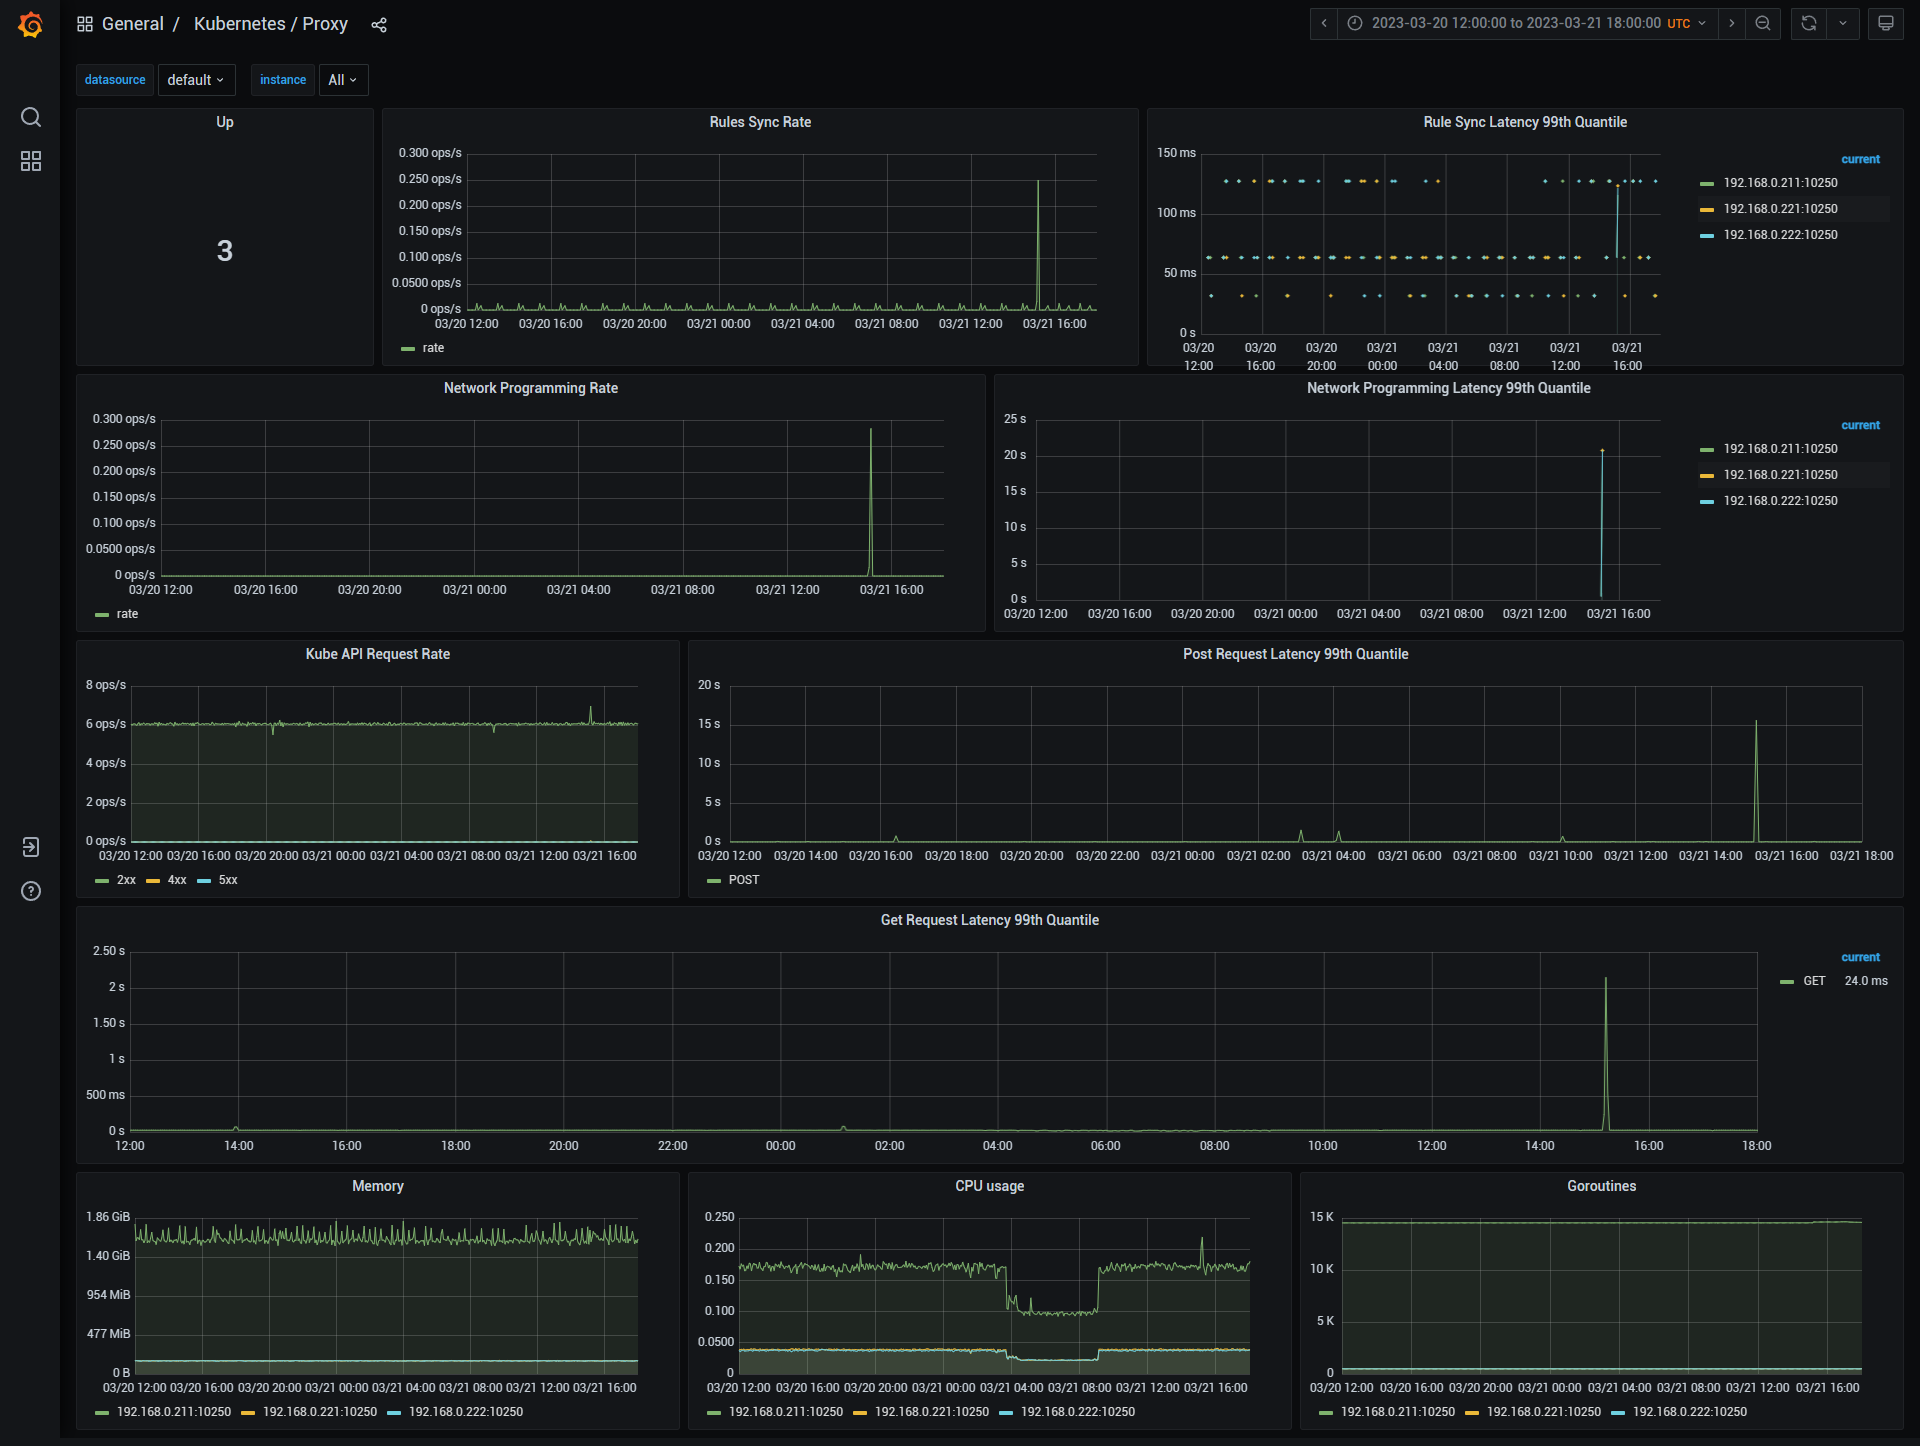 General / Kubernetes / Proxy
2023-03-20 12:00:00 to 2023-03-21 18:00:00 UTC
datasource default instance All
Up
3
Rules Sync Rate
0.300 ops/s
0.250 ops/s
0.200 ops/s
0.150 ops/s
0.100 ops/s
0.0500 ops/s
0 ops/s
03/20 12:00 03/20 16:00 03/20 20:00 03/21 00:00 03/21 04:00 03/21 08:00 03/21 12:00 03/21 16:00
rate
Rule Sync Latency 99th Quantile
150 ms
100 ms
50 ms
0 s
03/20 03/20 03/20 03/21 03/21 03/21 03/21 03/21
12:00 16:00 20:00 00:00 04:00 08:00 12:00 16:00
current
192.168.0.211:10250
192.168.0.221:10250
192.168.0.222:10250
Network Programming Rate
0.300 ops/s
0.250 ops/s
0.200 ops/s
0.150 ops/s
0.100 ops/s
0.0500 ops/s
0 ops/s
03/20 12:00 03/20 16:00 03/20 20:00 03/21 00:00 03/21 04:00 03/21 08:00 03/21 12:00 03/21 16:00
rate
Network Programming Latency 99th Quantile
25 s
20 s
15 s
10 s
5 s
0 s
03/20 12:00 03/20 16:00 03/20 20:00 03/21 00:00 03/21 04:00 03/21 08:00 03/21 12:00 03/21 16:00
current
192.168.0.211:10250
192.168.0.221:10250
192.168.0.222:10250
Kube API Request Rate
8 ops/s
6 ops/s
4 ops/s
2 ops/s
0 ops/s
03/20 12:00 03/20 16:00 03/20 20:00 03/21 00:00 03/21 04:00 03/21 08:00 03/21 12:00 03/21 16:00
2xx 4xx 5xx
Post Request Latency 99th Quantile
20 s
15 s
10 s
5 s
0 s
03/20 12:00 03/20 14:00 03/20 16:00 03/20 18:00 03/20 20:00 03/20 22:00 03/21 00:00 03/21 02:00 03/21 04:00 03/21 06:00 03/21 08:00 03/21 10:00 03/21 12:00 03/21 14:00 03/21 16:00 03/21 18:00
POST
Get Request Latency 99th Quantile
2.50 s
2 s
1.50 s
1 s
500 ms
0 s
12:00 14:00 16:00 18:00 20:00 22:00 00:00 02:00 04:00 06:00 08:00 10:00 12:00 14:00 16:00 18:00
current
GET 24.0 ms
Memory
1.86 GiB
1.40 GiB
954 MiB
477 MiB
0 B
03/20 12:00 03/20 16:00 03/20 20:00 03/21 00:00 03/21 04:00 03/21 08:00 03/21 12:00 03/21 16:00
192.168.0.211:10250 192.168.0.221:10250 192.168.0.222:10250
CPU usage
0.250
0.200
0.150
0.100
0.0500
0
03/20 12:00 03/20 16:00 03/20 20:00 03/21 00:00 03/21 04:00 03/21 08:00 03/21 12:00 03/21 16:00
192.168.0.211:10250 192.168.0.221:10250 192.168.0.222:10250
Goroutines
15 K
10 K
5 K
0
03/20 12:00 03/20 16:00 03/20 20:00 03/21 00:00 03/21 04:00 03/21 08:00 03/21 12:00 03/21 16:00
192.168.0.211:10250 192.168.0.221:10250 192.168.0.222:10250